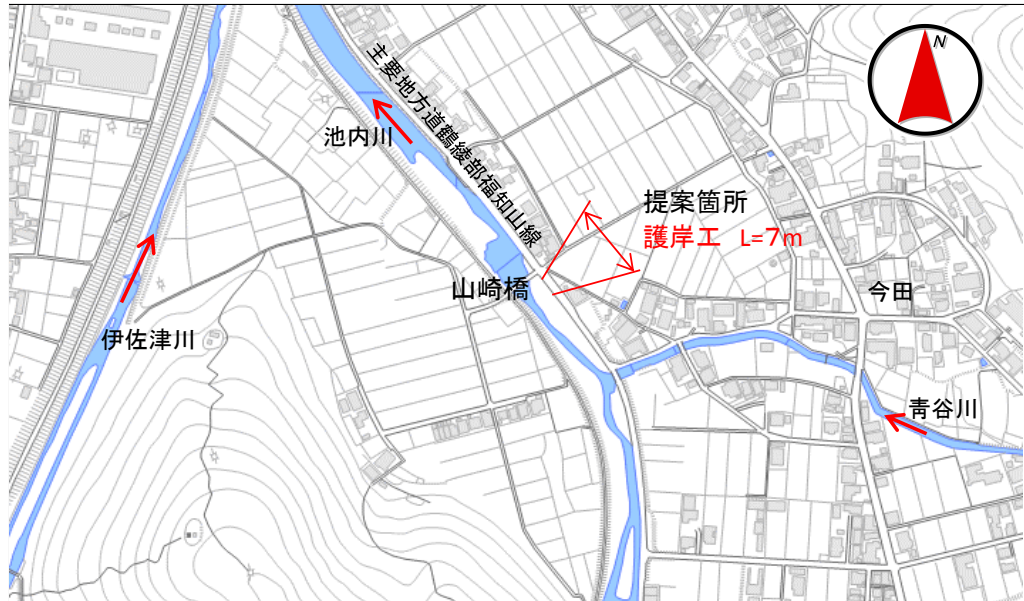 N
主要地方道鶴綾部福知山線
池内川
提案箇所
護岸工 L=7m
山崎橋
今田
伊佐津川
青谷川